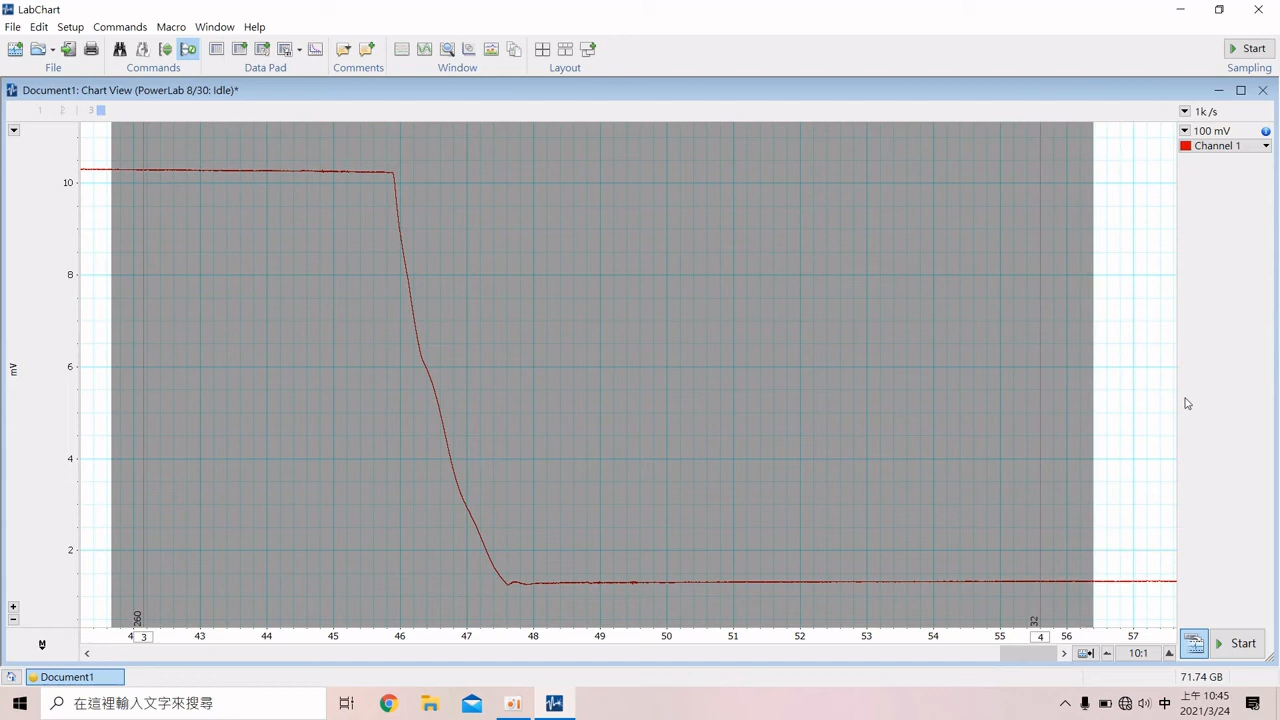 LabChart
File Edit Setup Commands Macro Window Help
Start
File Commands Data Pad Comments Window Layout Sampling
Document1: Chart View (PowerLab 8/30: Idle)*
1 2 3
1k /s
100 mV
Channel 1
10
8
6
mV
4
2
260
32
43 44 45 46 47 48 49 50 51 52 53 54 55 56 57
3 4
10:1
Start
Document1
71.74 GB
在這裡輸入文字來搜尋
中
上午 10:45
2021/3/24